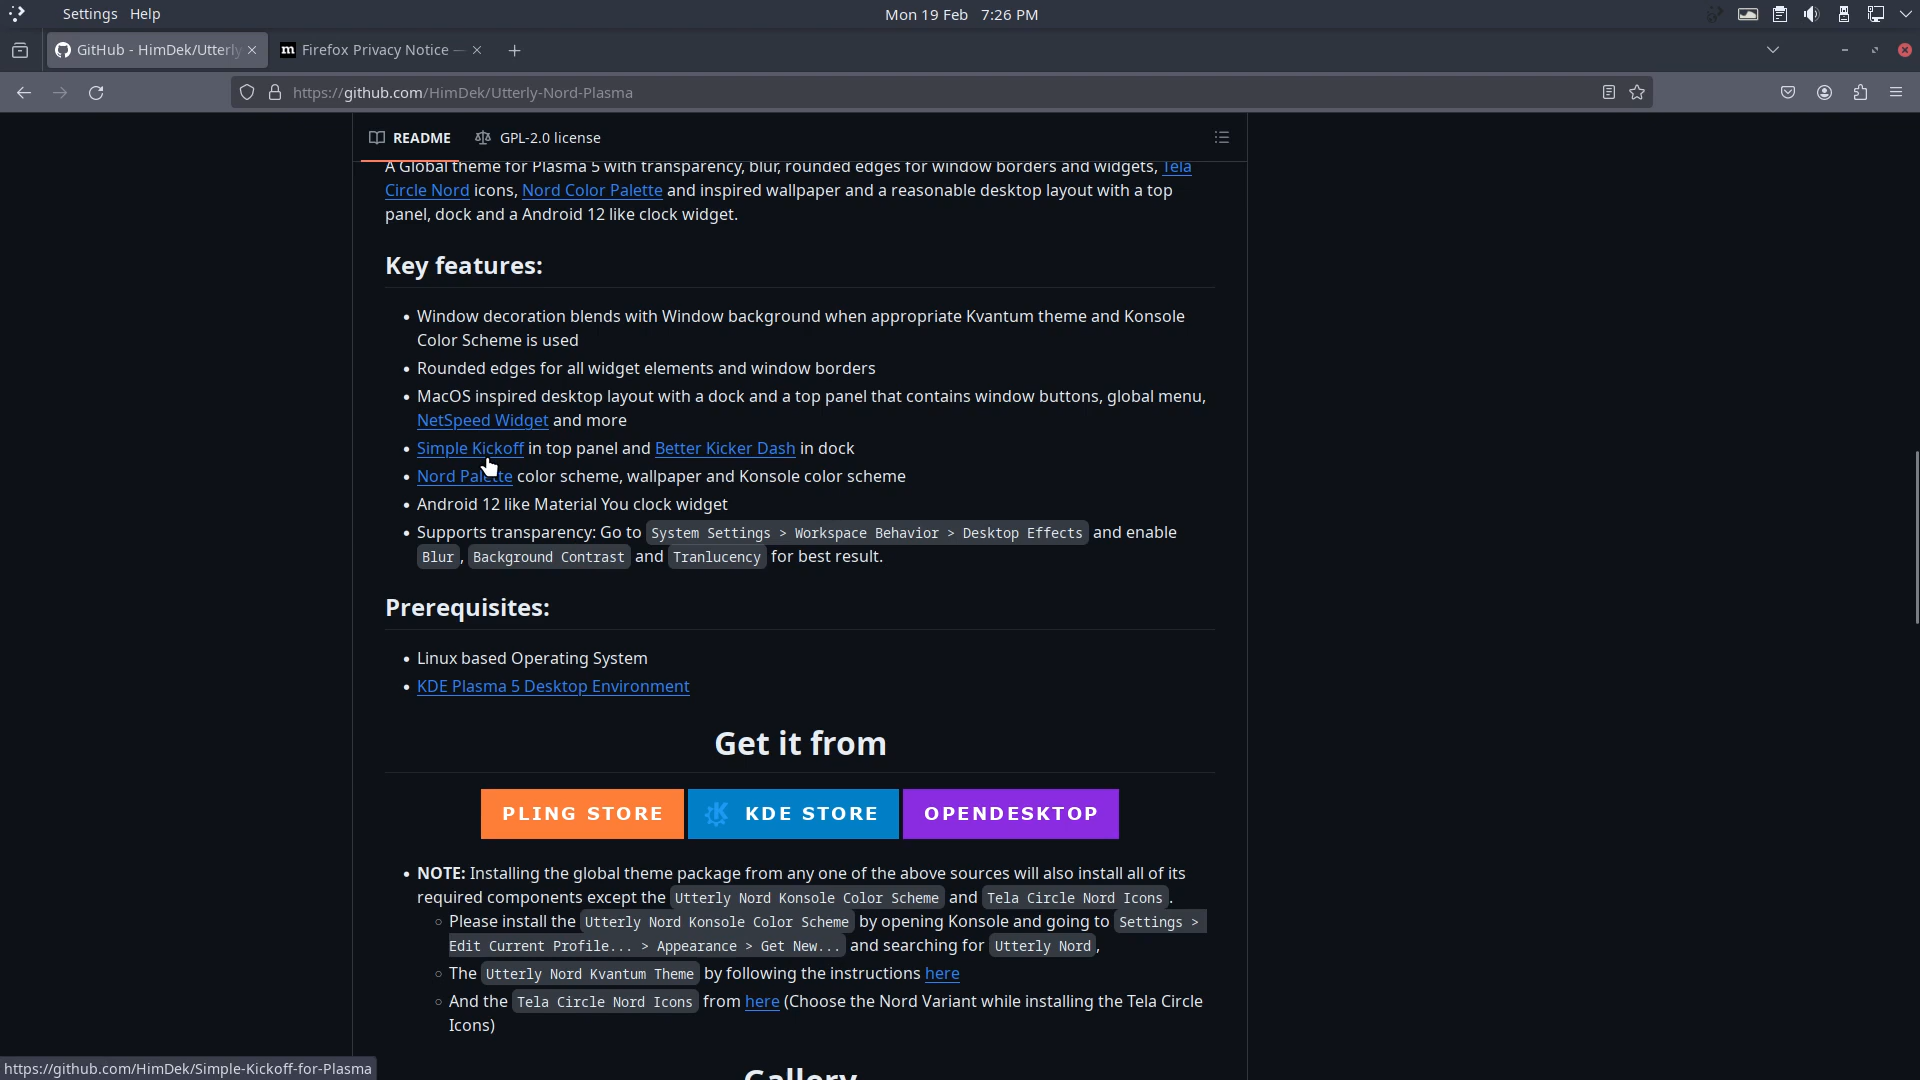 Settings Help
Mon 19 Feb 7:26 PM
GitHub - HimDek/Utterly
Firefox Privacy Notice —
https://github.com/HimDek/Utterly-Nord-Plasma
README
GPL-2.0 license
A Global theme for Plasma 5 with transparency, blur, rounded edges for window borders and widgets, Tela
Circle Nord icons, Nord Color Palette and inspired wallpaper and a reasonable desktop layout with a top
panel, dock and a Android 12 like clock widget.
Key features:
• Window decoration blends with Window background when appropriate Kvantum theme and Konsole
Color Scheme is used
• Rounded edges for all widget elements and window borders
• MacOS inspired desktop layout with a dock and a top panel that contains window buttons, global menu,
NetSpeed Widget and more
• Simple Kickoff in top panel and Better Kicker Dash in dock
• Nord Palette color scheme, wallpaper and Konsole color scheme
• Android 12 like Material You clock widget
• Supports transparency: Go to System Settings > Workspace Behavior > Desktop Effects and enable
Blur, Background Contrast and Tranlucency for best result.
Prerequisites:
• Linux based Operating System
• KDE Plasma 5 Desktop Environment
Get it from
PLING STORE
KDE STORE
OPENDESKTOP
• NOTE: Installing the global theme package from any one of the above sources will also install all of its
required components except the Utterly Nord Konsole Color Scheme and Tela Circle Nord Icons.
○ Please install the Utterly Nord Konsole Color Scheme by opening Konsole and going to Settings >
Edit Current Profile... > Appearance > Get New... and searching for Utterly Nord,
○ The Utterly Nord Kvantum Theme by following the instructions here
○ And the Tela Circle Nord Icons from here (Choose the Nord Variant while installing the Tela Circle
Icons)
Gallery
https://github.com/HimDek/Simple-Kickoff-for-Plasma